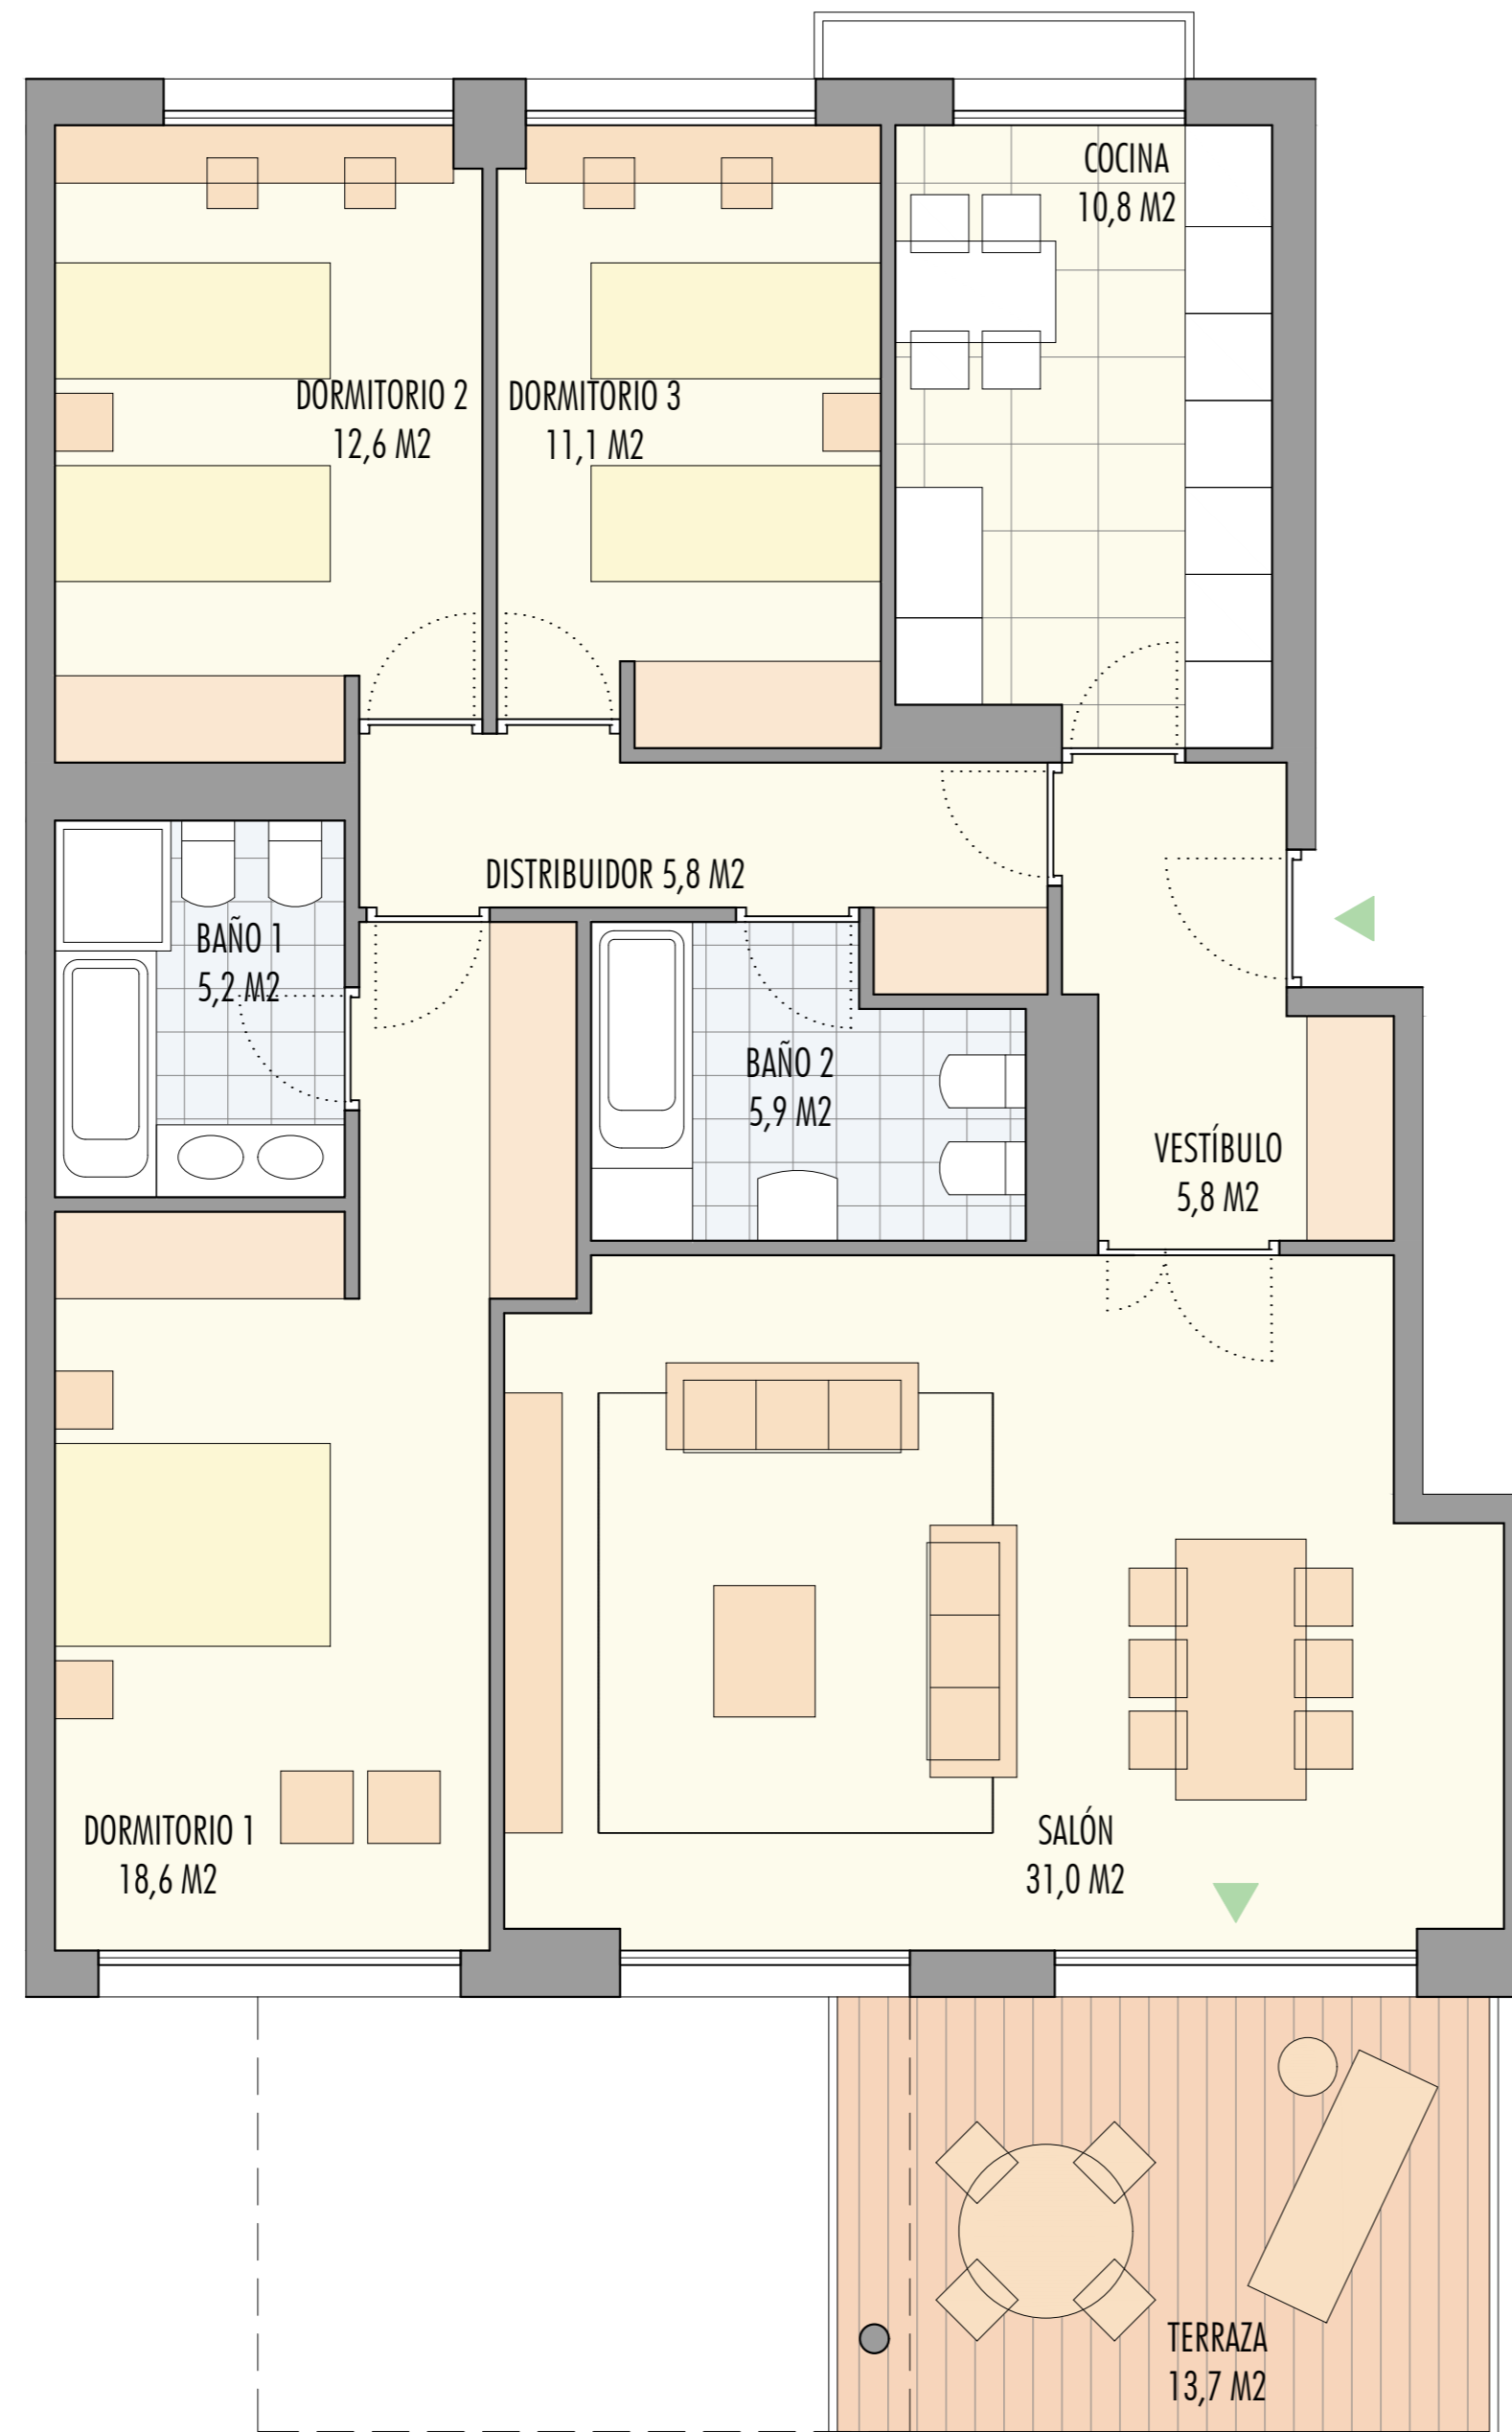 COCINA
10,8 M2
DORMITORIO 2
12,6 M2
DORMITORIO 3
11,1 M2
DISTRIBUIDOR 5,8 M2
BAÑO 1
5,2 M2
BAÑO 2
5,9 M2
VESTÍBULO
5,8 M2
DORMITORIO 1
18,6 M2
SALÓN
31,0 M2
TERRAZA
13,7 M2